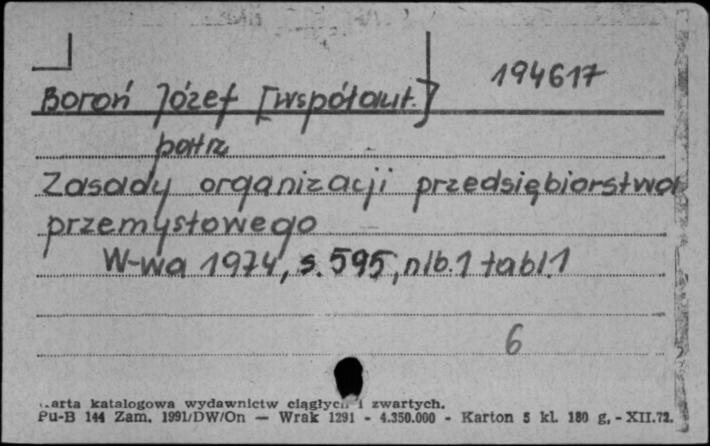 194617
Boroń Józef [współaut.]
patrz
Zasady organizacji przedsiębiorstwa
przemysłowego
W-wa 1974, s. 595, nlb. 1 tabl. 1
6
karta katalogowa wydawnictw ciągłych i zwartych.
Pu-B 144 Zam. 1991/DW/On — Wrak 1291 - 4.350.000 - Karton 5 kl. 180 g. - XII.72.